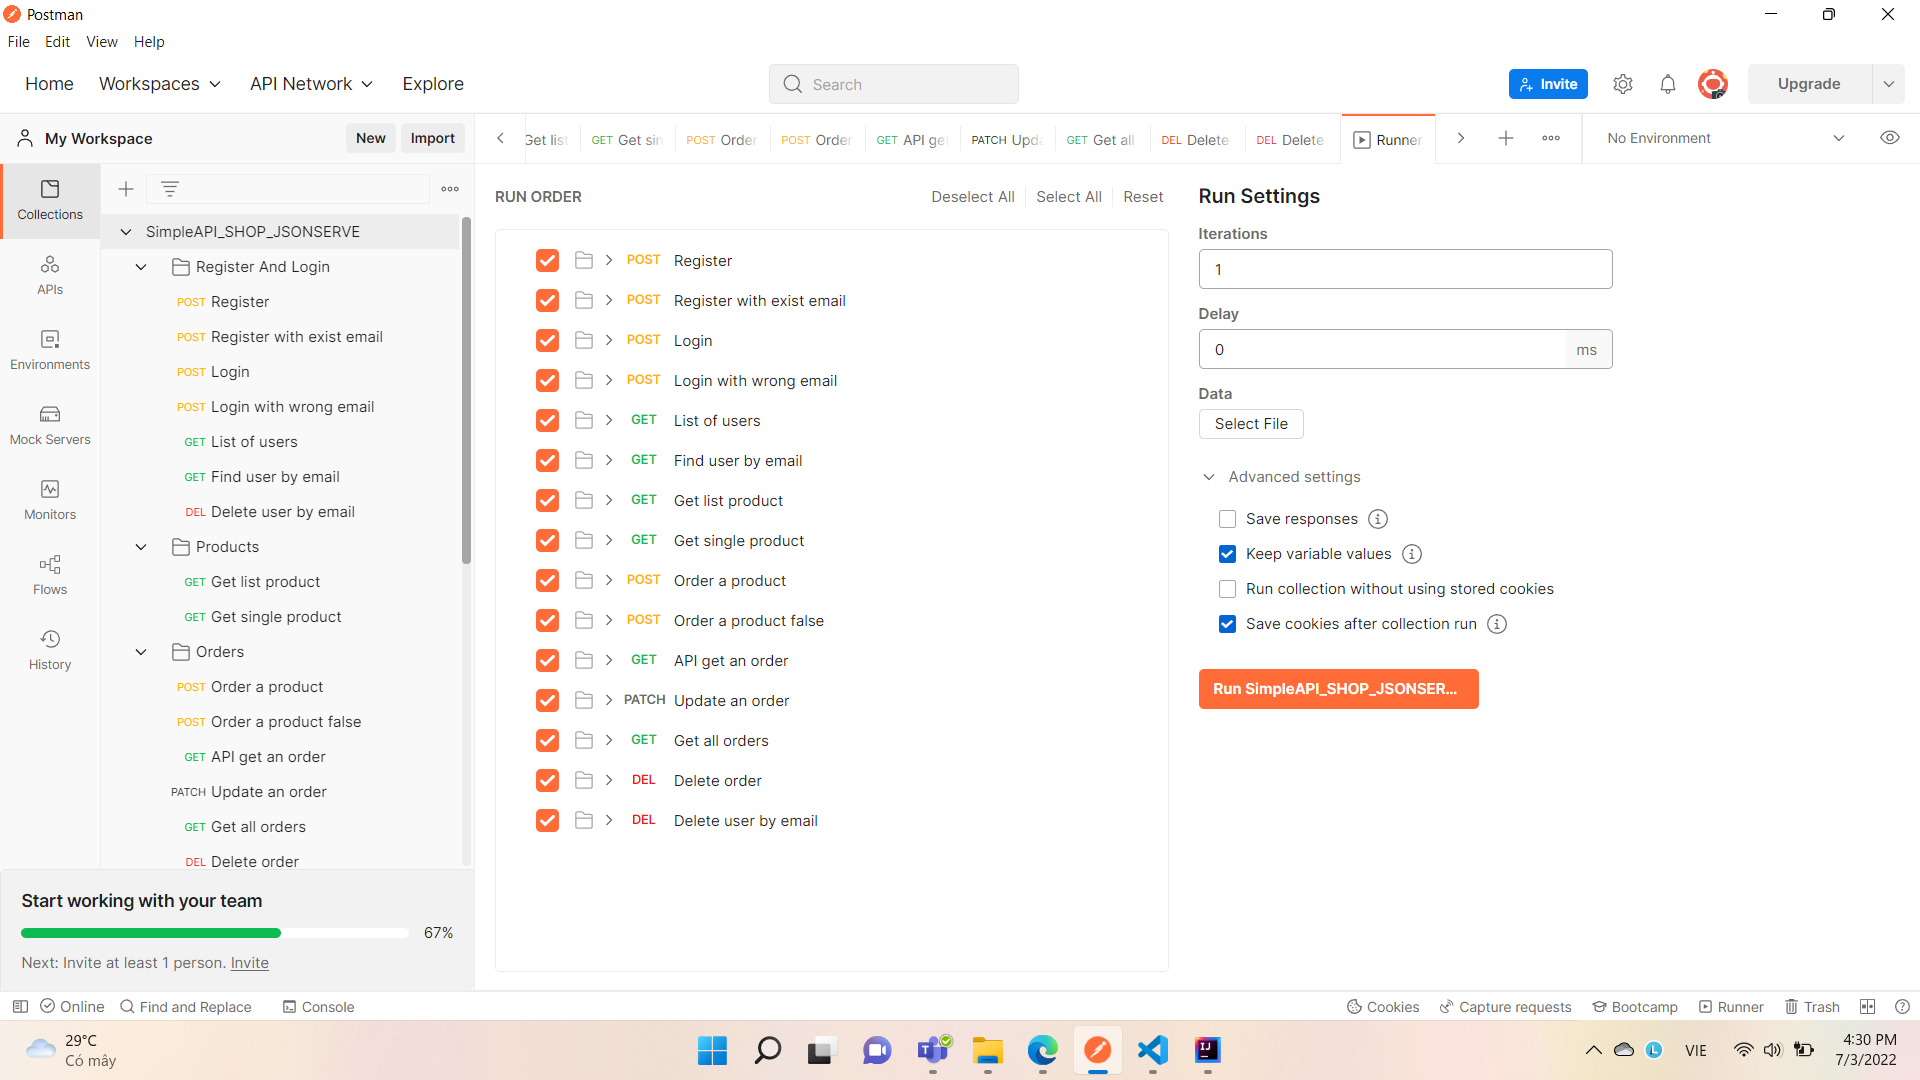 Postman
File Edit View Help
Home Workspaces API Network Explore
Search
Invite
Upgrade
My Workspace
New
Import
Get list
GET Get sin
POST Order
POST Order
GET API get
PATCH Upda
GET Get all
DEL Delete
DEL Delete
Runner
No Environment
Collections
APIs
Environments
Mock Servers
Monitors
Flows
History
SimpleAPI_SHOP_JSONSERVE
Register And Login
POST Register
POST Register with exist email
POST Login
POST Login with wrong email
GET List of users
GET Find user by email
DEL Delete user by email
Products
GET Get list product
GET Get single product
Orders
POST Order a product
POST Order a product false
GET API get an order
PATCH Update an order
GET Get all orders
DEL Delete order
Start working with your team
67%
Next: Invite at least 1 person. Invite
RUN ORDER
Deselect All
Select All
Reset
POST Register
POST Register with exist email
POST Login
POST Login with wrong email
GET List of users
GET Find user by email
GET Get list product
GET Get single product
POST Order a product
POST Order a product false
GET API get an order
PATCH Update an order
GET Get all orders
DEL Delete order
DEL Delete user by email
Run Settings
Iterations
1
Delay
0 ms
Data
Select File
Advanced settings
Save responses
Keep variable values
Run collection without using stored cookies
Save cookies after collection run
Run SimpleAPI_SHOP_JSONSER...
Online
Find and Replace
Console
Cookies
Capture requests
Bootcamp
Runner
Trash
29°C
Có mây
L
VIE
4:30 PM
7/3/2022